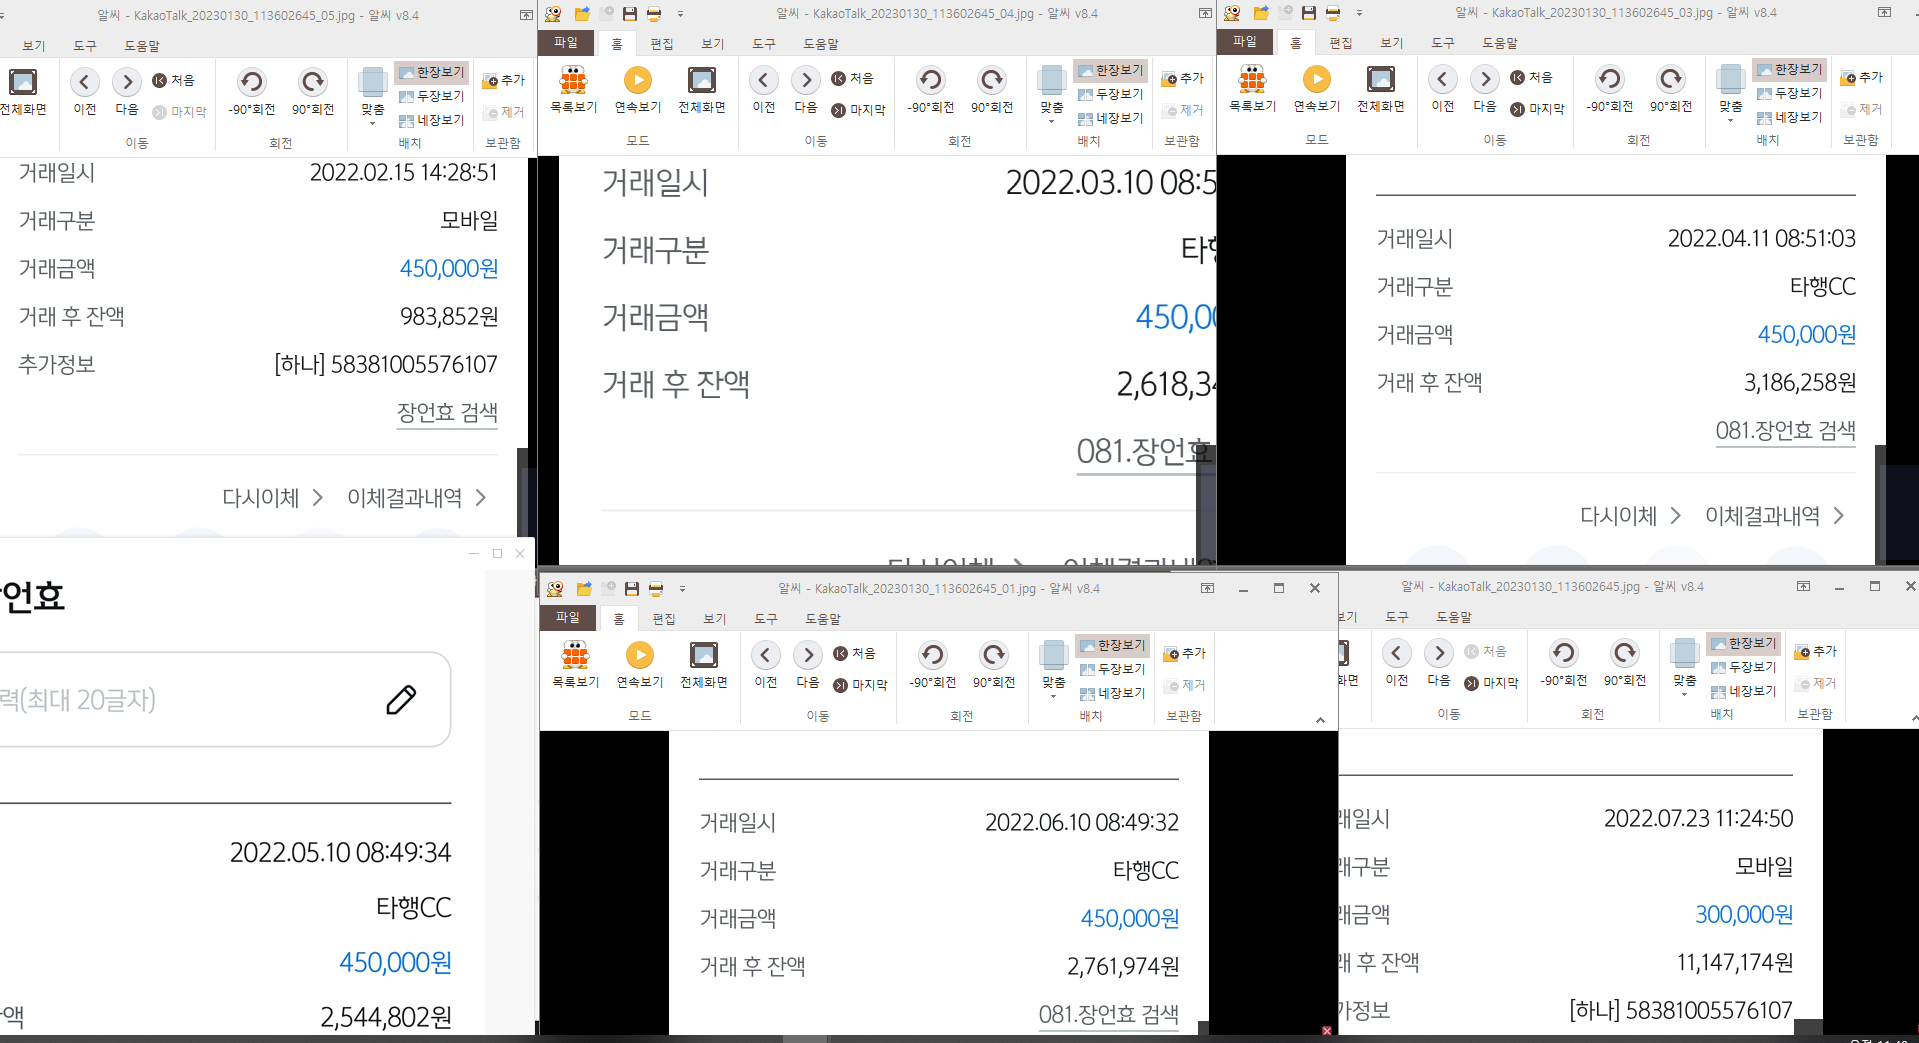 알씨 - KakaoTalk_20230130_113602645_05.jpg - 알씨 v8.4
보기 도구 도움말
전체화면
이전 다음 처음 마지막
이동
-90°회전 90°회전
회전
맞춤 한장보기 두장보기 네장보기
배치
추가 제거
보관함
거래일시 2022.02.15 14:28:51
거래구분 모바일
거래금액 450,000원
거래 후 잔액 983,852원
추가정보 [하나] 58381005576107
장언효 검색
다시이체 이체결과내역
알씨 - KakaoTalk_20230130_113602645_04.jpg - 알씨 v8.4
파일 홈 편집 보기 도구 도움말
목록보기 연속보기 전체화면
모드
이전 다음 처음 마지막
이동
-90°회전 90°회전
회전
맞춤 한장보기 두장보기 네장보기
배치
추가 제거
보관함
거래일시 2022.03.10 08:5
거래구분 타행
거래금액 450,00
거래 후 잔액 2,618,34
081.장언효
다시이체 이체결과내역
알씨 - KakaoTalk_20230130_113602645_03.jpg - 알씨 v8.4
파일 홈 편집 보기 도구 도움말
목록보기 연속보기 전체화면
모드
이전 다음 처음 마지막
이동
-90°회전 90°회전
회전
맞춤 한장보기 두장보기 네장보기
배치
추가 제거
보관함
거래일시 2022.04.11 08:51:03
거래구분 타행CC
거래금액 450,000원
거래 후 잔액 3,186,258원
081.장언효 검색
다시이체 이체결과내역
언효
력(최대 20글자)
2022.05.10 08:49:34
타행CC
450,000원
액 2,544,802원
알씨 - KakaoTalk_20230130_113602645_01.jpg - 알씨 v8.4
파일 홈 편집 보기 도구 도움말
목록보기 연속보기 전체화면
모드
이전 다음 처음 마지막
이동
-90°회전 90°회전
회전
맞춤 한장보기 두장보기 네장보기
배치
추가 제거
보관함
거래일시 2022.06.10 08:49:32
거래구분 타행CC
거래금액 450,000원
거래 후 잔액 2,761,974원
081.장언효 검색
알씨 - KakaoTalk_20230130_113602645.jpg - 알씨 v8.4
보기 도구 도움말
화면
이전 다음 처음 마지막
이동
-90°회전 90°회전
회전
맞춤 한장보기 두장보기 네장보기
배치
추가 제거
보관함
래일시 2022.07.23 11:24:50
래구분 모바일
래금액 300,000원
래 후 잔액 11,147,174원
가정보 [하나] 58381005576107